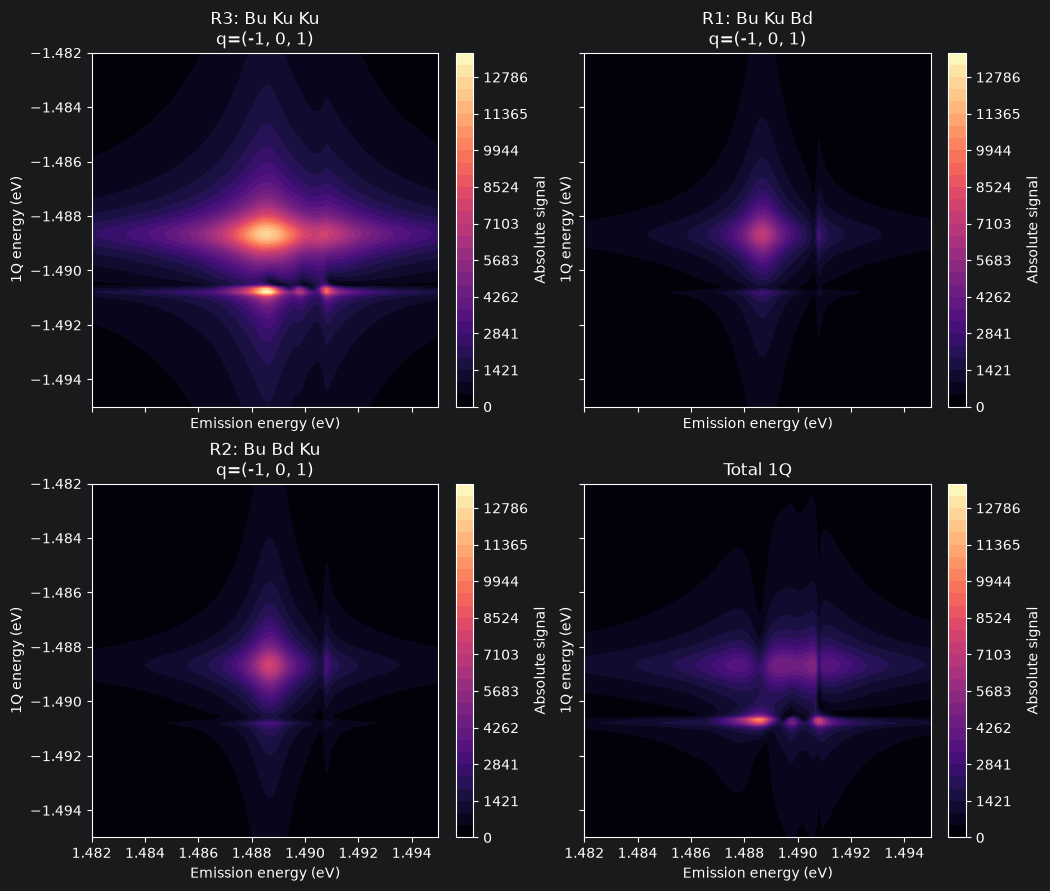 R3: Bu Ku Ku
q=(-1, 0, 1)
−1.482
−1.484
−1.486
−1.488
−1.490
−1.492
−1.494
1Q energy (eV)
Emission energy (eV)
12786
11365
9944
8524
7103
5683
4262
2841
1421
0
Absolute signal
R1: Bu Ku Bd
q=(-1, 0, 1)
1Q energy (eV)
Emission energy (eV)
12786
11365
9944
8524
7103
5683
4262
2841
1421
0
Absolute signal
R2: Bu Bd Ku
q=(-1, 0, 1)
−1.482
−1.484
−1.486
−1.488
−1.490
−1.492
−1.494
1Q energy (eV)
1.482 1.484 1.486 1.488 1.490 1.492 1.494
Emission energy (eV)
12786
11365
9944
8524
7103
5683
4262
2841
1421
0
Absolute signal
Total 1Q
1Q energy (eV)
1.482 1.484 1.486 1.488 1.490 1.492 1.494
Emission energy (eV)
12786
11365
9944
8524
7103
5683
4262
2841
1421
0
Absolute signal